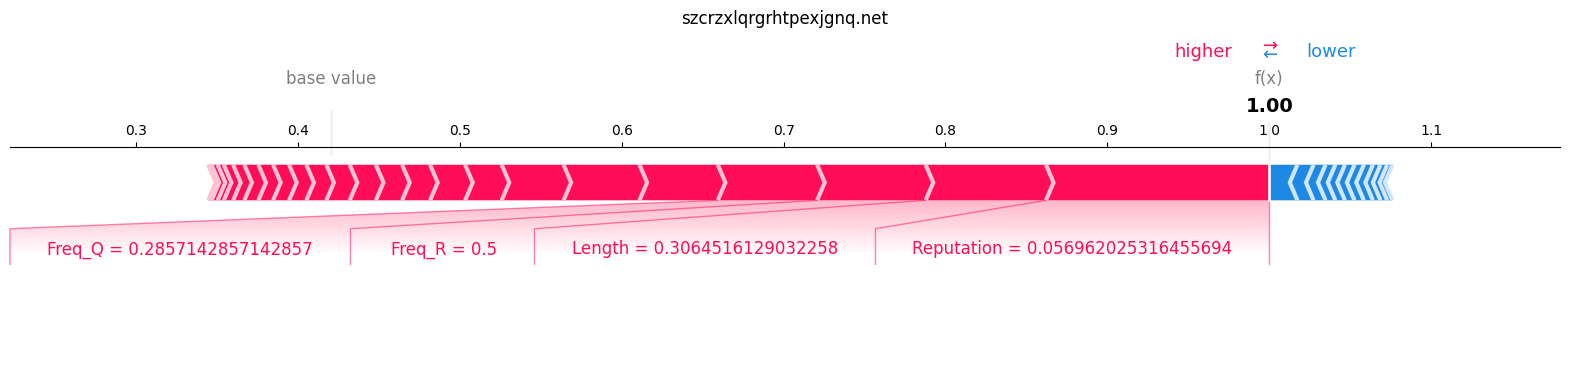 szcrzxlqrgrhtpexjgnq.net
higher ⇄ lower
base value
f(x)
1.00
0.3 0.4 0.5 0.6 0.7 0.8 0.9 1.0 1.1
Freq_Q = 0.2857142857142857 Freq_R = 0.5 Length = 0.3064516129032258 Reputation = 0.056962025316455694